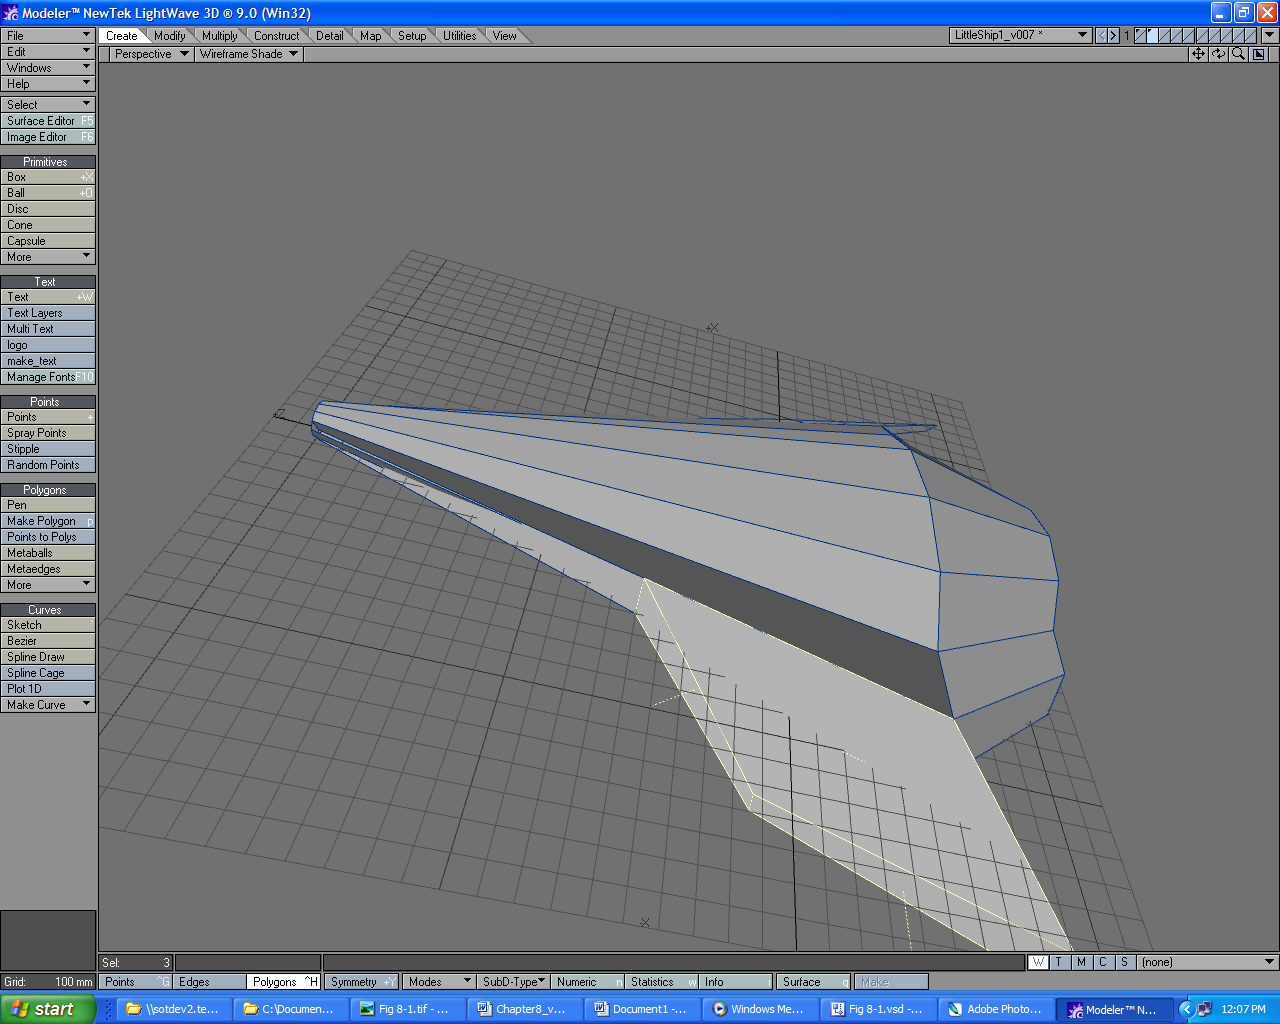 Modeler™ NewTek LightWave 3D ® 9.0 (Win32)
File
Create Modify Multiply Construct Detail Map Setup Utilities View
LittleShip1_v007 *
1
Edit
Perspective
Wireframe Shade
Windows
Help
Select
Surface Editor F5
Image Editor F6
Primitives
Box +X
Ball +O
Disc
Cone
Capsule
More
Text
Text +W
Text Layers
Multi Text
logo
make_text
Manage Fonts F10
Points
Points +
Spray Points
Stipple
Random Points
Polygons
Pen
Make Polygon p
Points to Polys
Metaballs
Metaedges
More
Curves
Sketch
Bezier
Spline Draw
Spline Cage
Plot 1D
Make Curve
+X
-Z
-X
Sel: 3
W T M C S (none)
Grid: 100 mm
Points ^G
Edges
Polygons ^H
Symmetry +Y
Modes
SubD-Type
Numeric n
Statistics w
Info i
Surface q
Make
start
\\sotdev2.te...
C:\Documen...
Fig 8-1.tif - ...
Chapter8_v...
Document1 -...
Windows Me...
Fig 8-1.vsd -...
Adobe Photo...
Modeler™ N...
12:07 PM